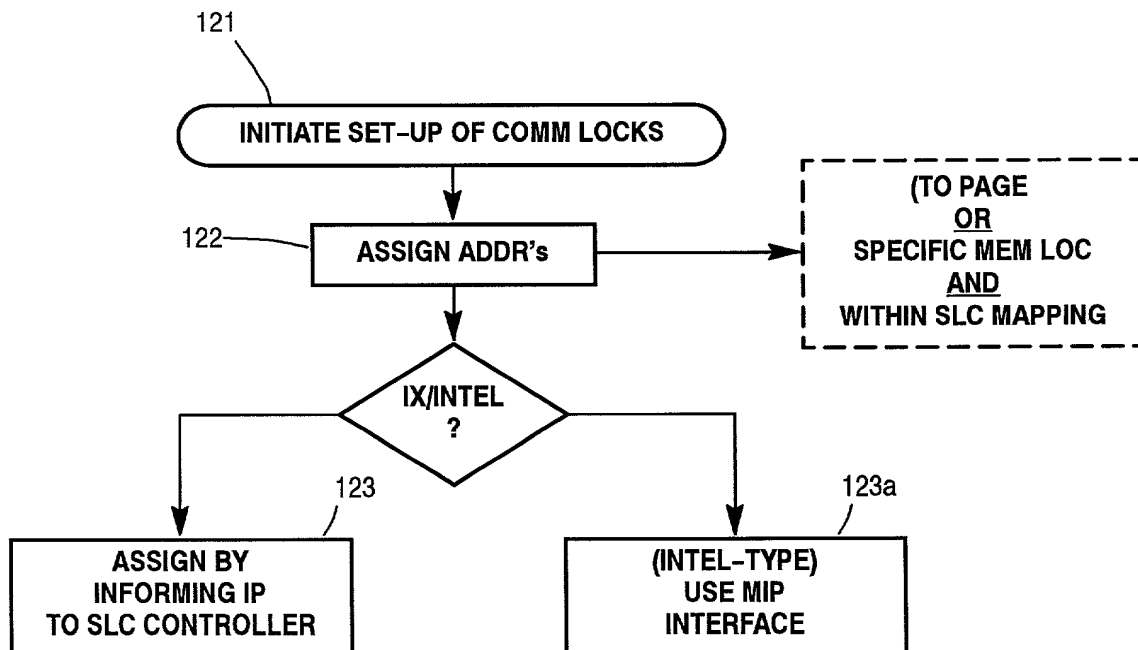 121
INITIATE SET-UP OF COMM LOCKS
122
ASSIGN ADDR's
(TO PAGE
OR
SPECIFIC MEM LOC
AND
WITHIN SLC MAPPING
IX/INTEL
?
123
ASSIGN BY
INFORMING IP
TO SLC CONTROLLER
123a
(INTEL-TYPE)
USE MIP
INTERFACE